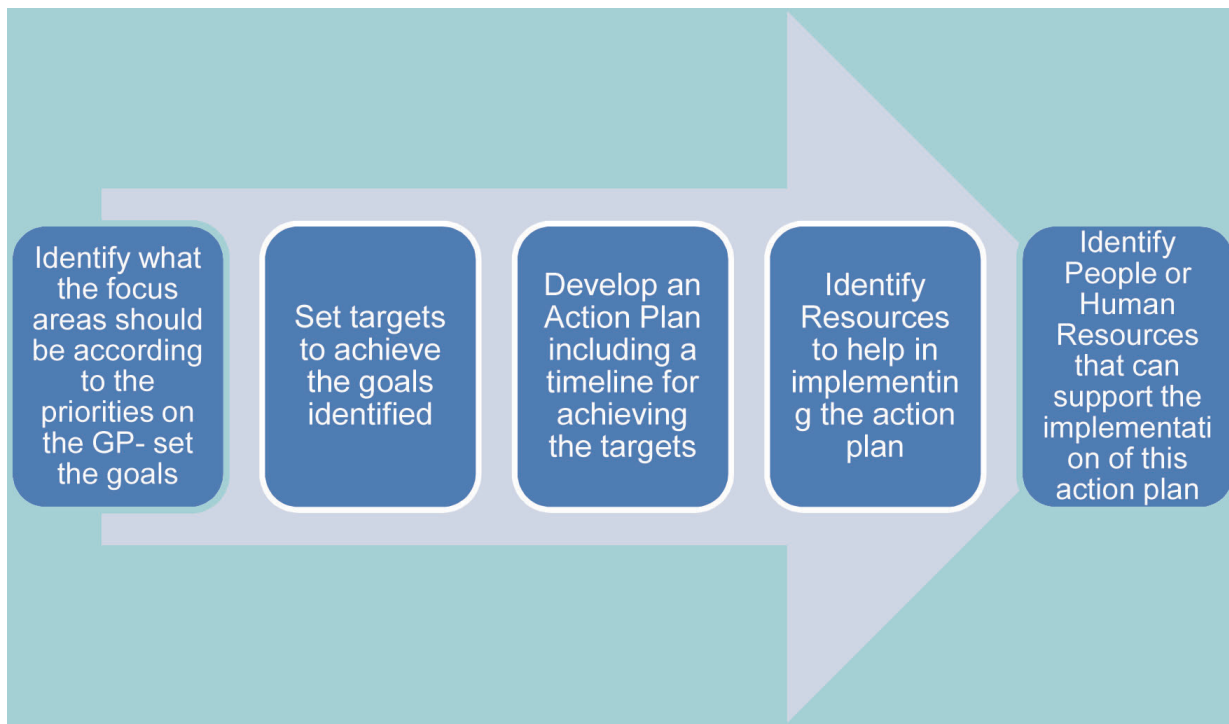 Identify what
the focus
areas should
be according
to the
priorities on
the GP- set
the goals
Set targets
to achieve
the goals
identified
Develop an
Action Plan
including a
timeline for
achieving
the targets
Identify
Resources
to help in
implementin
g the action
plan
Identify
People or
Human
Resources
that can
support the
implementati
on of this
action plan